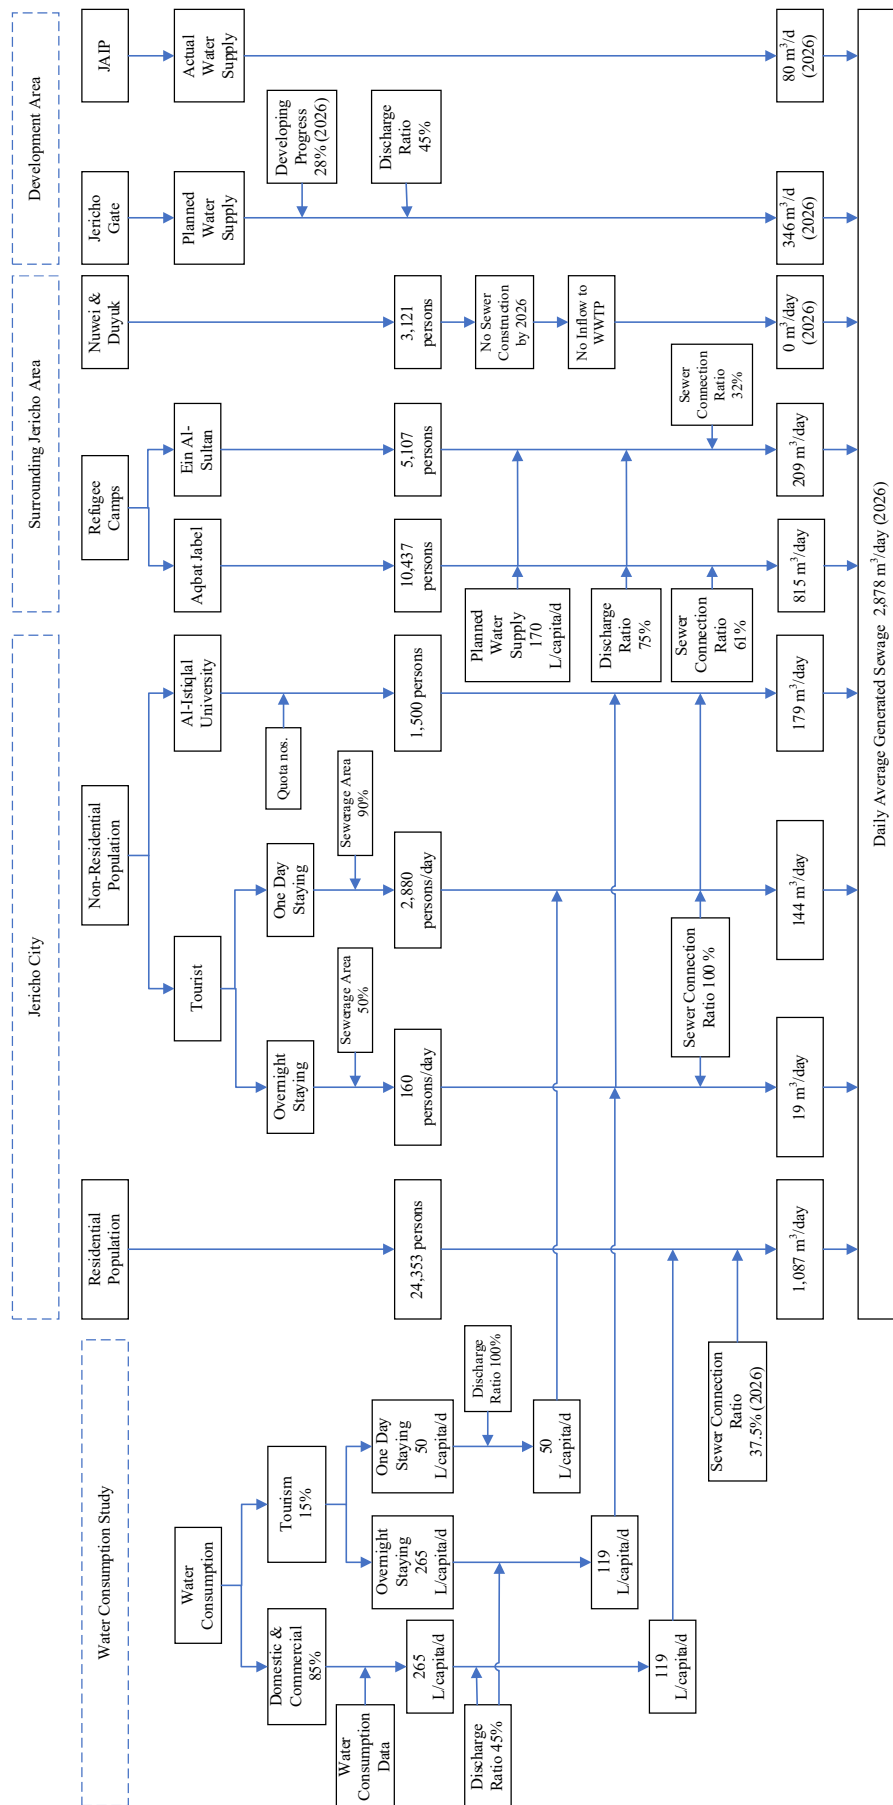 Water Consumption Study
Jericho City
Surrounding Jericho Area
Development Area
Residential
Population
Non-Residential
Population
Refugee
Camps
Nuwei &
Duyuk
Jericho
Gate
JAIP
Water
Consumption
Tourist
Al-Istiqlal
University
Aqbat Jabel
Ein Al-
Sultan
Planned
Water
Supply
Actual
Water
Supply
Domestic &
Commercial
85%
Tourism
15%
Overnight
Staying
One Day
Staying
Quota nos.
Developing
Progress
28% (2026)
Water
Consumption
Data
Sewerage Area
50%
Sewerage Area
90%
Discharge
Ratio
45%
265
L/capita/d
Overnight
Staying
265
L/capita/d
One Day
Staying
50
L/capita/d
24,353 persons
160
persons/day
2,880
persons/day
1,500 persons
10,437
persons
5,107
persons
3,121
persons
Discharge
Ratio 45%
Discharge
Ratio 100%
Planned
Water
Supply 170
L/capita/d
No Sewer
Construction
by 2026
50
L/capita/d
No Inflow to
WWTP
119
L/capita/d
Discharge
Ratio
75%
119
L/capita/d
Sewer Connection
Ratio 100 %
Sewer
Connection
Ratio
61%
Sewer
Connection
Ratio
32%
Sewer Connection
Ratio
37.5% (2026)
1,087 m³/day
19 m³/day
144 m³/day
179 m³/day
815 m³/day
209 m³/day
0 m³/day
(2026)
346 m³/d
(2026)
80 m³/d
(2026)
Daily Average Generated Sewage 2,878 m³/day (2026)